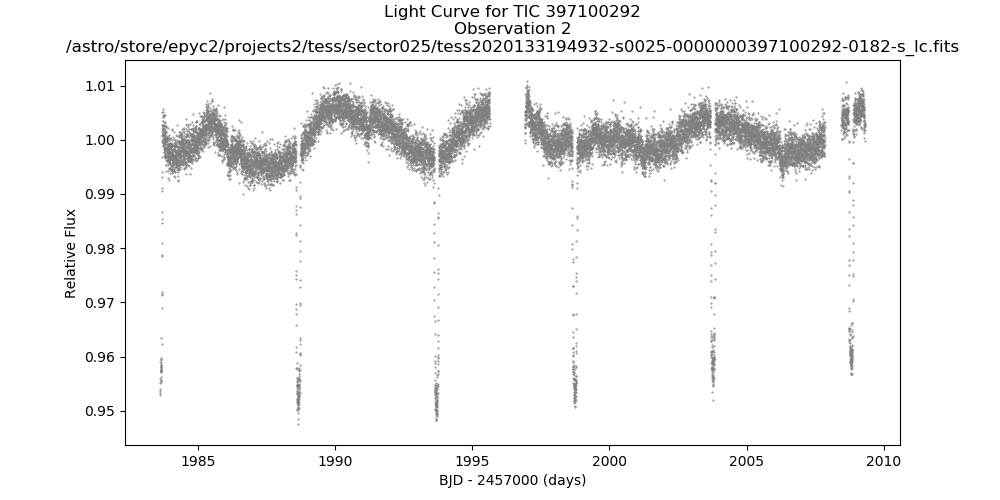 Light Curve for TIC 397100292
Observation 2
/astro/store/epyc2/projects2/tess/sector025/tess2020133194932-s0025-0000000397100292-0182-s_lc.fits
1.01
1.00
0.99
0.98
0.97
0.96
0.95
Relative Flux
1985
1990
1995
2000
2005
2010
BJD - 2457000 (days)